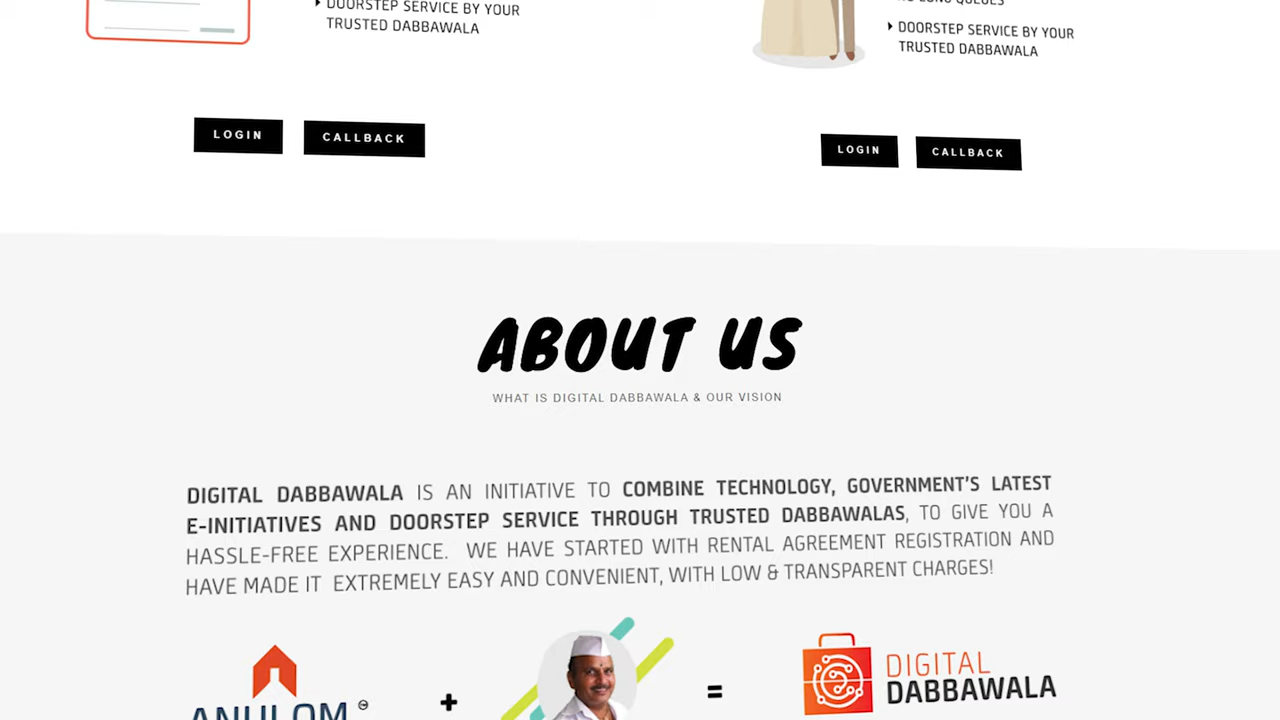 DOORSTEP SERVICE BY YOUR
TRUSTED DABBAWALA
DOORSTEP SERVICE BY YOUR
TRUSTED DABBAWALA
LOGIN CALLBACK
LOGIN CALLBACK
ABOUT US
WHAT IS DIGITAL DABBAWALA & OUR VISION
DIGITAL DABBAWALA IS AN INITIATIVE TO COMBINE TECHNOLOGY, GOVERNMENT'S LATEST
E-INITIATIVES AND DOORSTEP SERVICE THROUGH TRUSTED DABBAWALAS, TO GIVE YOU A
HASSLE-FREE EXPERIENCE. WE HAVE STARTED WITH RENTAL AGREEMENT REGISTRATION AND
HAVE MADE IT EXTREMELY EASY AND CONVENIENT, WITH LOW & TRANSPARENT CHARGES!
ANULOM TM + =
DIGITAL
DABBAWALA